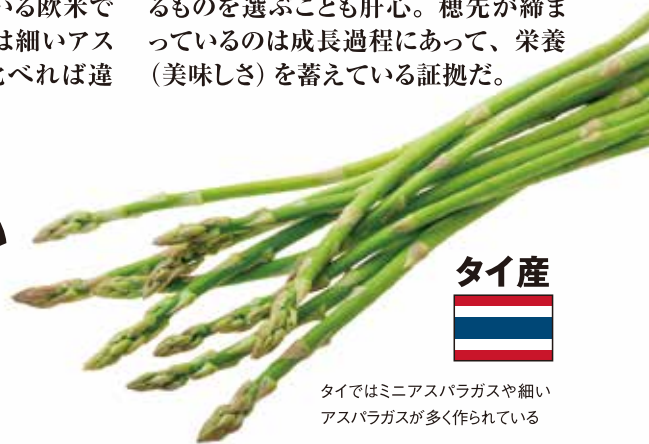 いる欧米で
は細いアス
比べれば違
るものを選ぶことも肝心。穂先が締ま
っているのは成長過程にあって、栄養
（美味しさ）を蓄えている証拠だ。
タイ産
タイではミニアスパラガスや細い
アスパラガスが多く作られている